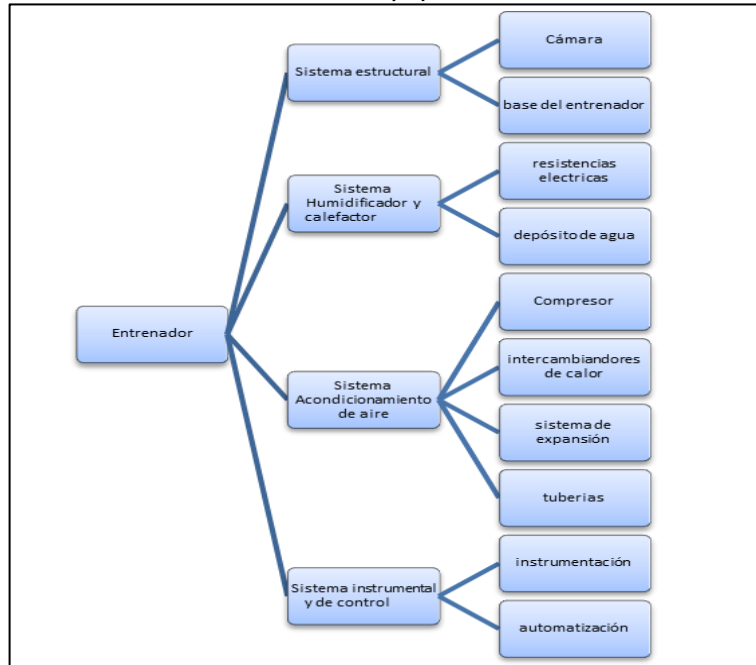 Entrenador
Sistema estructural
Cámara
base del entrenador
Sistema
Humidificador y
calefactor
resistencias
electricas
depósito de agua
Sistema
Acondicionamiento
de aire
Compresor
intercambiandores
de calor
sistema de
expansión
tuberias
Sistema instrumental
y de control
instrumentación
automatización